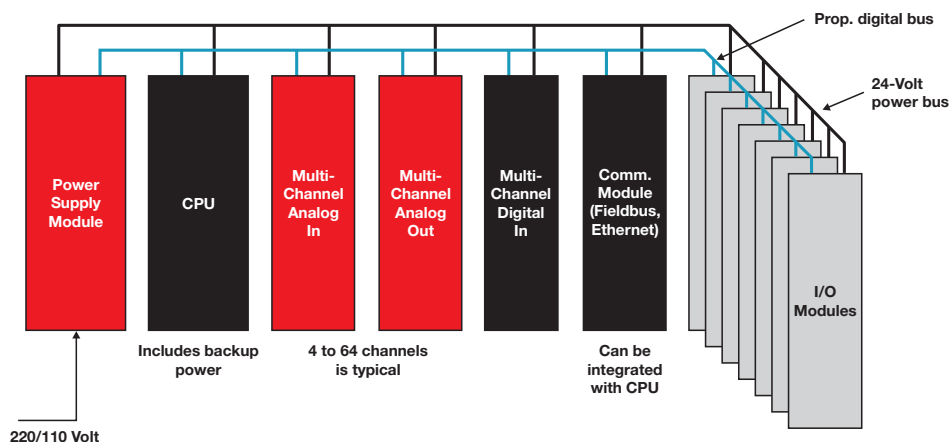 Prop. digital bus
24-Volt
power bus
Power
Supply
Module
CPU
Multi-
Channel
Analog
In
Multi-
Channel
Analog
Out
Multi-
Channel
Digital
In
Comm.
Module
(Fieldbus,
Ethernet)
I/O
Modules
Includes backup
power
4 to 64 channels
is typical
Can be
integrated
with CPU
220/110 Volt